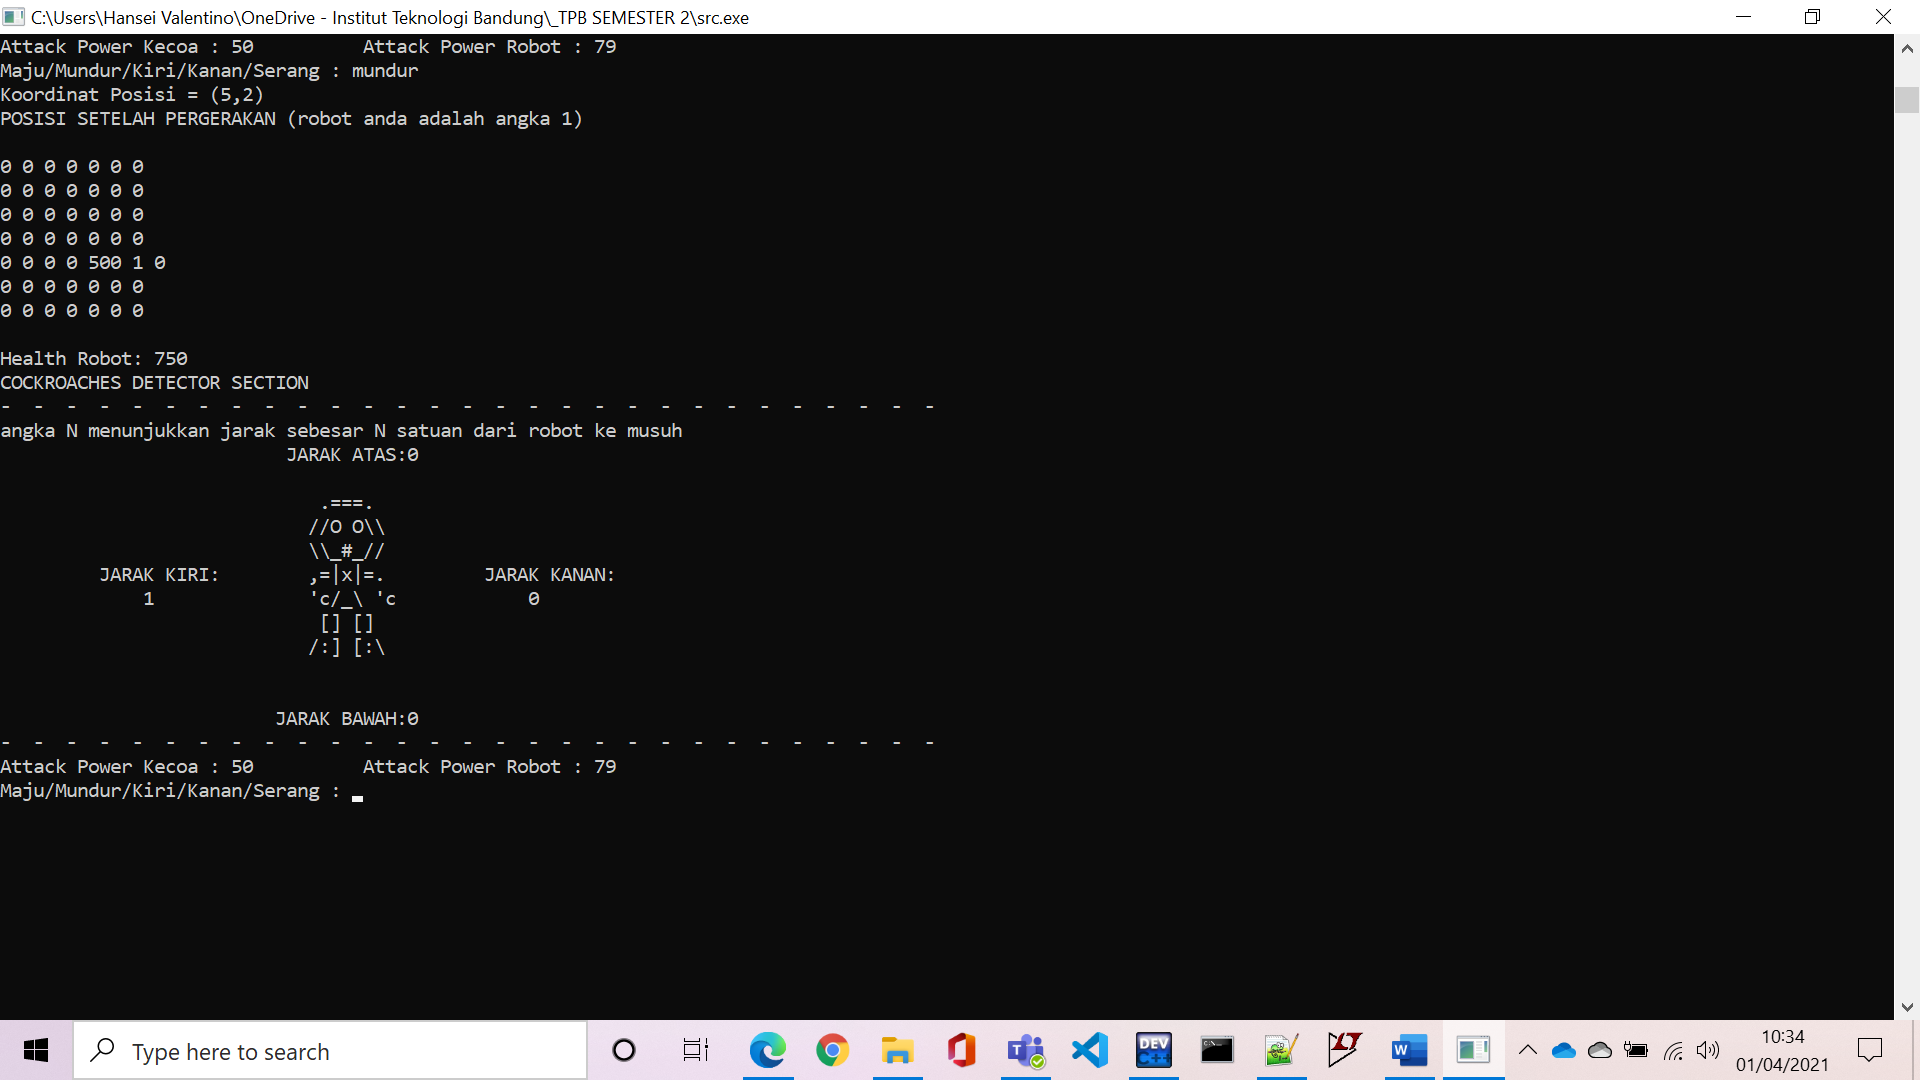 C:\Users\Hansei Valentino\OneDrive - Institut Teknologi Bandung\_TPB SEMESTER 2\src.exe
Attack Power Kecoa : 50          Attack Power Robot : 79
Maju/Mundur/Kiri/Kanan/Serang : mundur
Koordinat Posisi = (5,2)
POSISI SETELAH PERGERAKAN (robot anda adalah angka 1)
0 0 0 0 0 0 0
0 0 0 0 0 0 0
0 0 0 0 0 0 0
0 0 0 0 0 0 0
0 0 0 0 500 1 0
0 0 0 0 0 0 0
0 0 0 0 0 0 0
Health Robot: 750
COCKROACHES DETECTOR SECTION
-  -  -  -  -  -  -  -  -  -  -  -  -  -  -  -  -  -  -  -  -  -  -  -  -  -  -  -  -
angka N menunjukkan jarak sebesar N satuan dari robot ke musuh
JARAK ATAS:0
.===.
//O O\\
\\_#_//
JARAK KIRI:        ,=|x|=.         JARAK KANAN:
1              'c/_\ 'c            0
[] []
/:] [:\
JARAK BAWAH:0
-  -  -  -  -  -  -  -  -  -  -  -  -  -  -  -  -  -  -  -  -  -  -  -  -  -  -  -  -
Attack Power Kecoa : 50          Attack Power Robot : 79
Maju/Mundur/Kiri/Kanan/Serang : _
Type here to search
DEV C++
10:34
01/04/2021